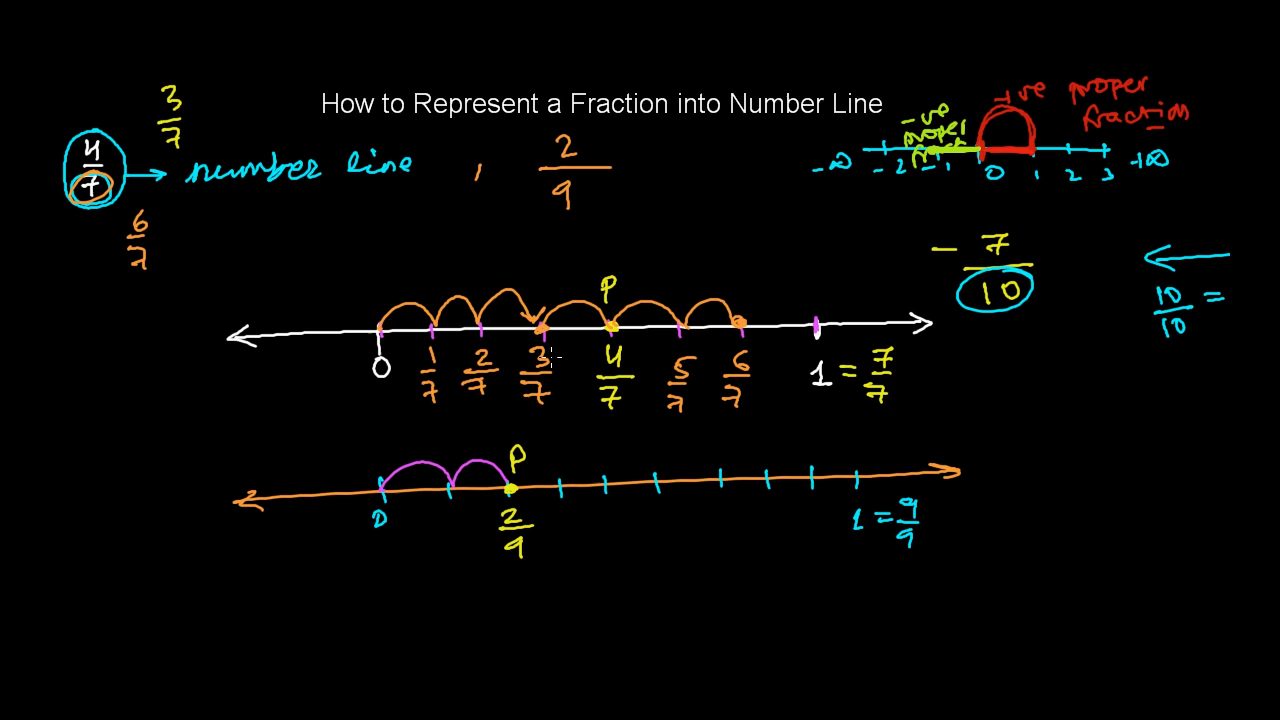 How to Represent a Fraction into Number Line
3/7
4/7 → number line , 2/9
6/7
-ve proper fract
+ve proper fraction
-∞ -2 -1 0 1 2 3 +∞
- 7/10
10/10 =
P
0 1/7 2/7 3/7 4/7 5/7 6/7 1 = 7/7
P
0 2/9 1 = 9/9